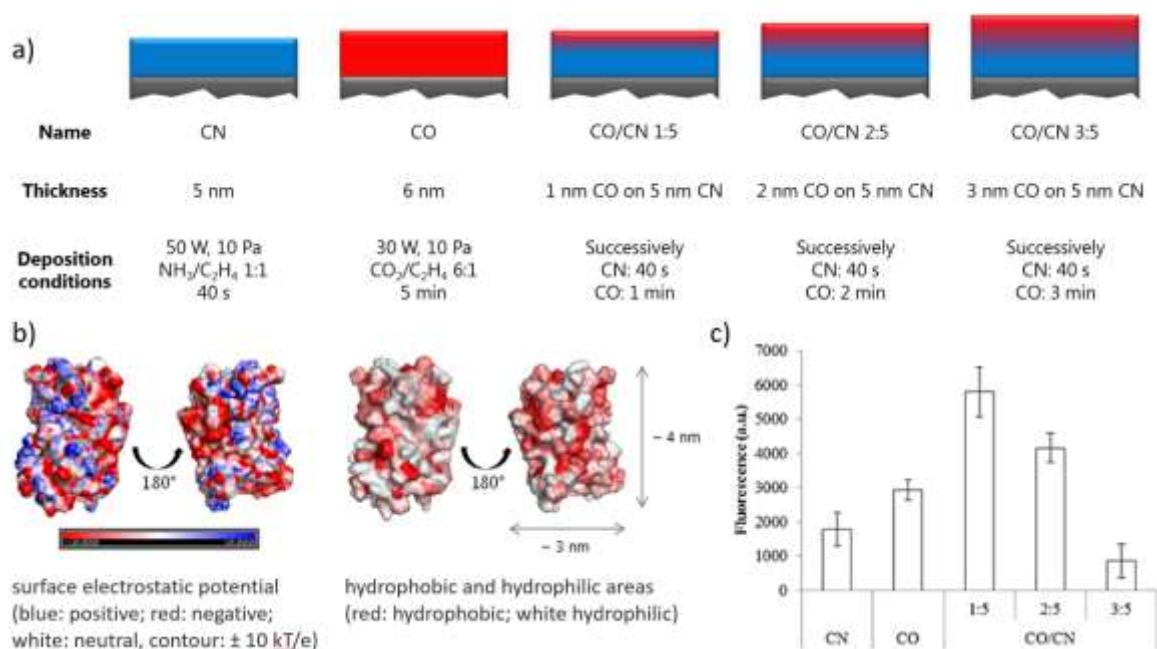 a)
Name CN CO CO/CN 1:5 CO/CN 2:5 CO/CN 3:5
Thickness 5 nm 6 nm 1 nm CO on 5 nm CN 2 nm CO on 5 nm CN 3 nm CO on 5 nm CN
Deposition 50 W, 10 Pa 30 W, 10 Pa Successively Successively Successively
conditions NH₃/C₂H₄ 1:1 CO₂/C₂H₄ 6:1 CN: 40 s CN: 40 s CN: 40 s
40 s 5 min CO: 1 min CO: 2 min CO: 3 min
b)
180°
180°
~ 4 nm
~ 3 nm
surface electrostatic potential
(blue: positive; red: negative;
white: neutral, contour: ± 10 kT/e)
hydrophobic and hydrophilic areas
(red: hydrophobic; white hydrophilic)
c)
Fluorescence (a.u.)
7000
6000
5000
4000
3000
2000
1000
0
1:5 2:5 3:5
CN CO CO/CN